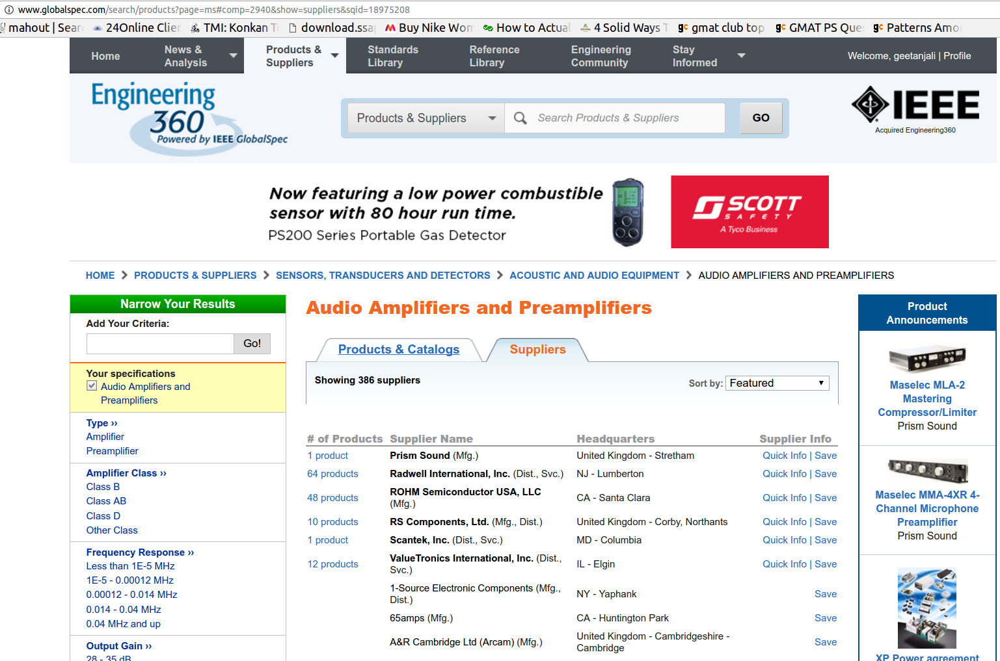 www.globalspec.com/search/products?page=ms#comp=2940&show=suppliers&sqid=18975208
mahout | Sear
24Online Clien
TMI: Konkan T
download.ssa
Buy Nike Wom
How to Actua
4 Solid Ways T
gmat club top
GMAT PS Ques
Patterns Amo
Home
News &
Analysis
Products &
Suppliers
Standards
Library
Reference
Library
Engineering
Community
Stay
Informed
Welcome, geetanjali | Profile
Engineering
360
Powered by IEEE GlobalSpec
Products & Suppliers
Search Products & Suppliers
GO
IEEE
Acquired Engineering360
Now featuring a low power combustible
sensor with 80 hour run time.
PS200 Series Portable Gas Detector
SCOTT
SAFETY
A Tyco Business
HOME > PRODUCTS & SUPPLIERS > SENSORS, TRANSDUCERS AND DETECTORS > ACOUSTIC AND AUDIO EQUIPMENT > AUDIO AMPLIFIERS AND PREAMPLIFIERS
Narrow Your Results
Add Your Criteria:
Go!
Your specifications
Audio Amplifiers and
Preamplifiers
Type ››
Amplifier
Preamplifier
Amplifier Class ››
Class B
Class AB
Class D
Other Class
Frequency Response ››
Less than 1E-5 MHz
1E-5 - 0.00012 MHz
0.00012 - 0.014 MHz
0.014 - 0.04 MHz
0.04 MHz and up
Output Gain ››
28 - 35 dB
Audio Amplifiers and Preamplifiers
Products & Catalogs
Suppliers
Showing 386 suppliers
Sort by: Featured
# of Products Supplier Name Headquarters Supplier Info
1 product Prism Sound (Mfg.) United Kingdom - Stretham Quick Info | Save
64 products Radwell International, Inc. (Dist., Svc.) NJ - Lumberton Quick Info | Save
48 products ROHM Semiconductor USA, LLC
(Mfg.) CA - Santa Clara Quick Info | Save
10 products RS Components, Ltd. (Mfg., Dist.) United Kingdom - Corby, Northants Quick Info | Save
1 product Scantek, Inc. (Dist., Svc.) MD - Columbia Quick Info | Save
12 products ValueTronics International, Inc. (Dist.,
Svc.) IL - Elgin Quick Info | Save
1-Source Electronic Components (Mfg.,
Dist.) NY - Yaphank Save
65amps (Mfg.) CA - Huntington Park Save
A&R Cambridge Ltd (Arcam) (Mfg.) United Kingdom - Cambridgeshire -
Cambridge Save
Product
Announcements
Maselec MLA-2
Mastering
Compressor/Limiter
Prism Sound
Maselec MMA-4XR 4-
Channel Microphone
Preamplifier
Prism Sound
XP Power agreement